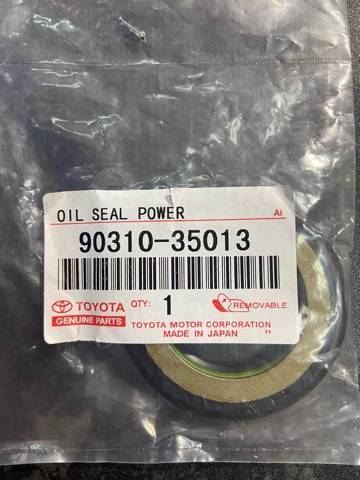 OIL SEAL POWER AI
90310-35013
TOYOTA QTY: 1 REMOVABLE
GENUINE PARTS TOYOTA MOTOR CORPORATION
MADE IN JAPAN